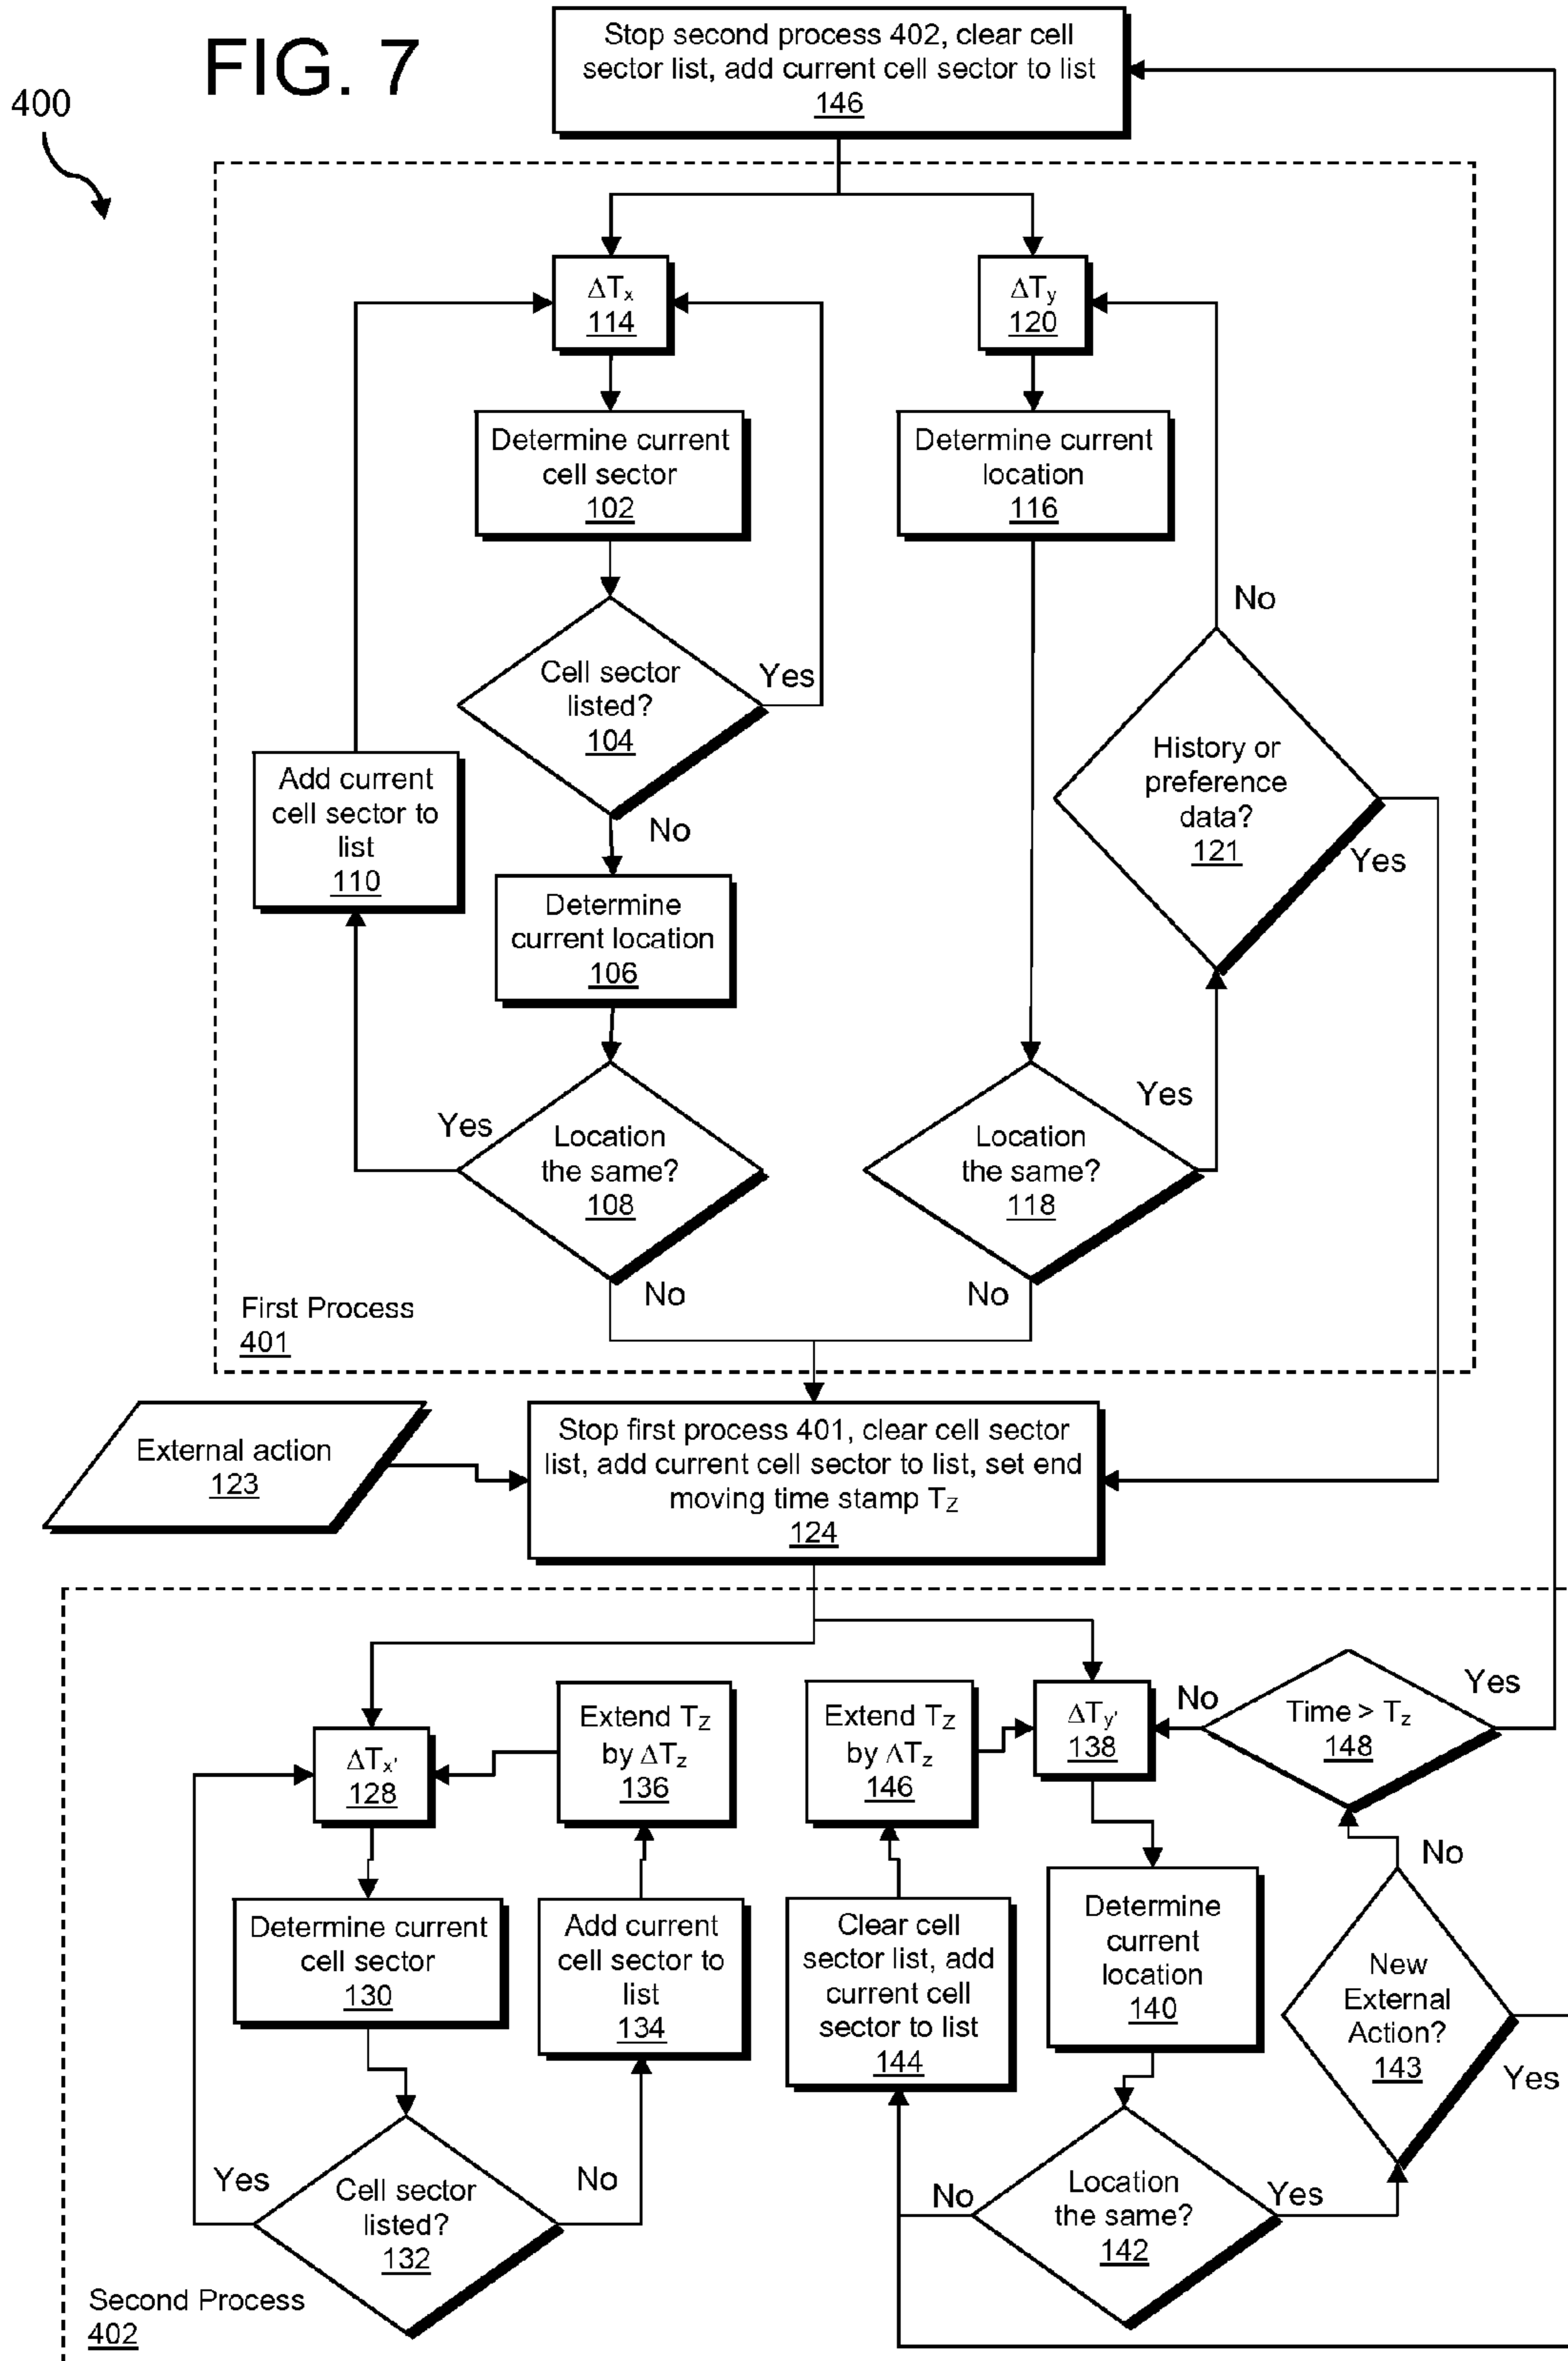 FIG. 7
400
Stop second process 402, clear cell
sector list, add current cell sector to list
146
ΔTx
114
ΔTy
120
Determine current
cell sector
102
Determine current
location
116
No
Cell sector
listed?
104
Yes
History or
preference
data?
121
Yes
Add current
cell sector to
list
110
No
Determine
current location
106
Yes
Location
the same?
108
No
Yes
Location
the same?
118
No
First Process
401
External action
123
Stop first process 401, clear cell sector
list, add current cell sector to list, set end
moving time stamp TZ
124
ΔTx'
128
Extend TZ
by ΔTz
136
Extend TZ
by ΔTz
146
ΔTy'
138
No
Time > Tz
148
Yes
Determine current
cell sector
130
Add current
cell sector to
list
134
Clear cell
sector list, add
current cell
sector to list
144
Determine
current
location
140
No
New
External
Action?
143
Yes
Yes
Cell sector
listed?
132
No
No
Location
the same?
142
Yes
Second Process
402